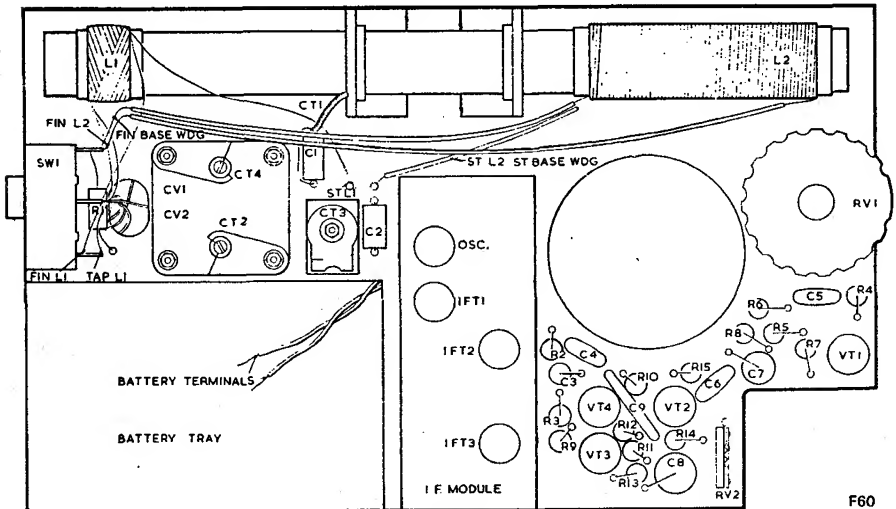 L1
L2
CT1
FIN L2
FIN BASE WDG
C1
SW1
ST L2 ST BASE WDG
CT4
CV1
CV2
CT2
R1
ST L1
CT3
C2
RV1
FIN L1
TAP L1
OSC.
IFT1
IFT2
IFT3
I F. MODULE
BATTERY TERMINALS
BATTERY TRAY
R6
C5
R4
R8
R5
R7
VT1
R2
C4
C3
R10
R15
C7
C6
R3
VT4
C9
VT2
R9
R12
R14
VT3
R11
C8
R13
RV2
F60